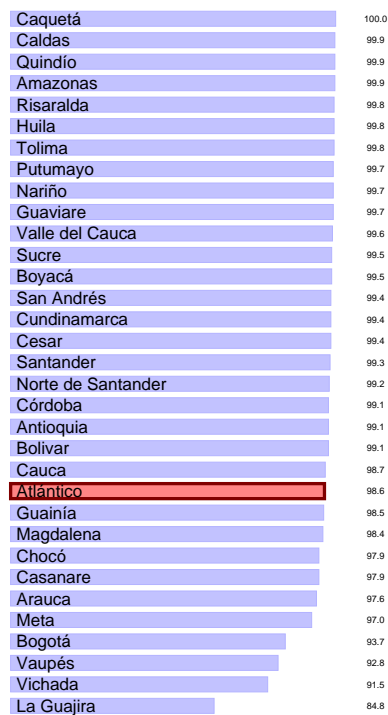 Caquetá 100.0
Caldas 99.9
Quindío 99.9
Amazonas 99.9
Risaralda 99.8
Huila 99.8
Tolima 99.8
Putumayo 99.7
Nariño 99.7
Guaviare 99.7
Valle del Cauca 99.6
Sucre 99.5
Boyacá 99.5
San Andrés 99.4
Cundinamarca 99.4
Cesar 99.4
Santander 99.3
Norte de Santander 99.2
Córdoba 99.1
Antioquia 99.1
Bolivar 99.1
Cauca 98.7
Atlántico 98.6
Guainía 98.5
Magdalena 98.4
Chocó 97.9
Casanare 97.9
Arauca 97.6
Meta 97.0
Bogotá 93.7
Vaupés 92.8
Vichada 91.5
La Guajira 84.8